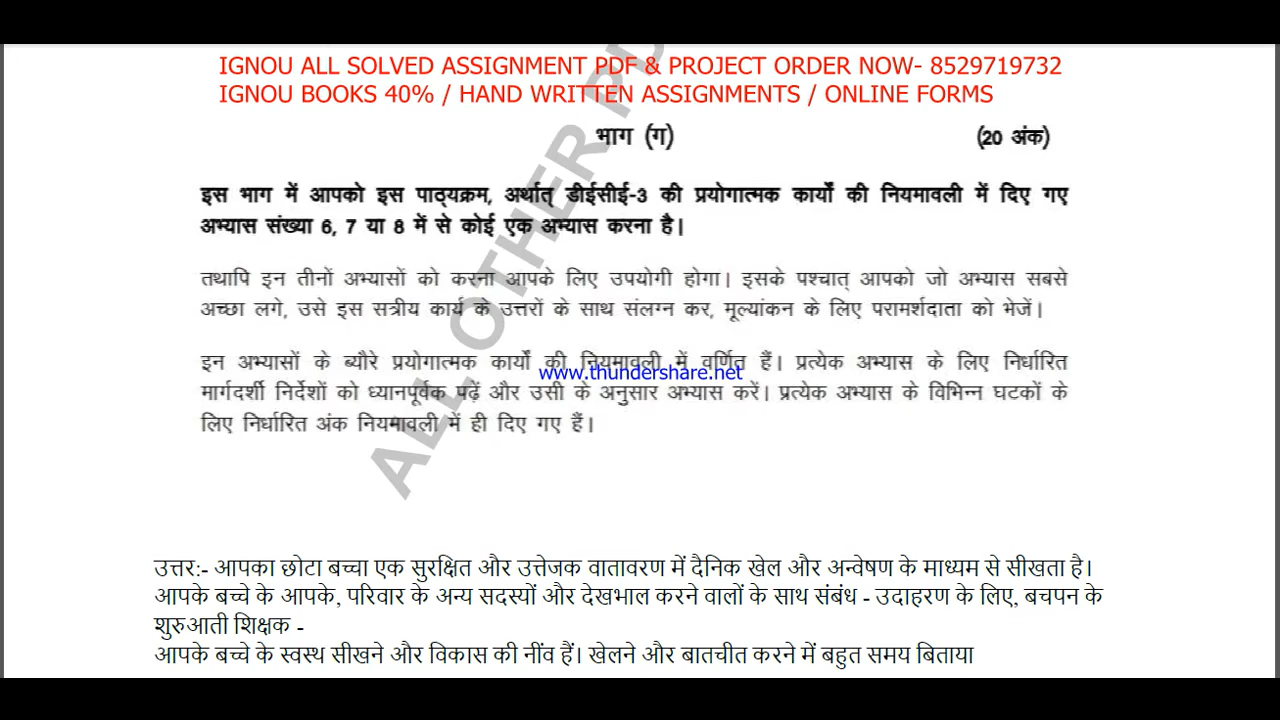 IGNOU ALL SOLVED ASSIGNMENT PDF & PROJECT ORDER NOW- 8529719732
IGNOU BOOKS 40% / HAND WRITTEN ASSIGNMENTS / ONLINE FORMS
भाग (ग) (20 अंक)
इस भाग में आपको इस पाठ्यक्रम, अर्थात् डीईसीई-3 की प्रयोगात्मक कार्यों की नियमावली में दिए गए
अभ्यास संख्या 6, 7 या 8 में से कोई एक अभ्यास करना है।
तथापि इन तीनों अभ्यासों को करना आपके लिए उपयोगी होगा। इसके पश्चात् आपको जो अभ्यास सबसे
अच्छा लगे, उसे इस सत्रीय कार्य के उत्तरों के साथ संलग्न कर, मूल्यांकन के लिए परामर्शदाता को भेजें।
इन अभ्यासों के ब्यौरे प्रयोगात्मक कार्यों की नियमावली में वर्णित हैं। प्रत्येक अभ्यास के लिए निर्धारित
www.thundershare.net
मार्गदर्शी निर्देशों को ध्यानपूर्वक पढ़ें और उसी के अनुसार अभ्यास करें। प्रत्येक अभ्यास के विभिन्न घटकों के
लिए निर्धारित अंक नियमावली में ही दिए गए हैं।
ALL OTHER
उत्तर:- आपका छोटा बच्चा एक सुरक्षित और उत्तेजक वातावरण में दैनिक खेल और अन्वेषण के माध्यम से सीखता है।
आपके बच्चे के आपके, परिवार के अन्य सदस्यों और देखभाल करने वालों के साथ संबंध - उदाहरण के लिए, बचपन के
शुरुआती शिक्षक -
आपके बच्चे के स्वस्थ सीखने और विकास की नींव हैं। खेलने और बातचीत करने में बहुत समय बिताया